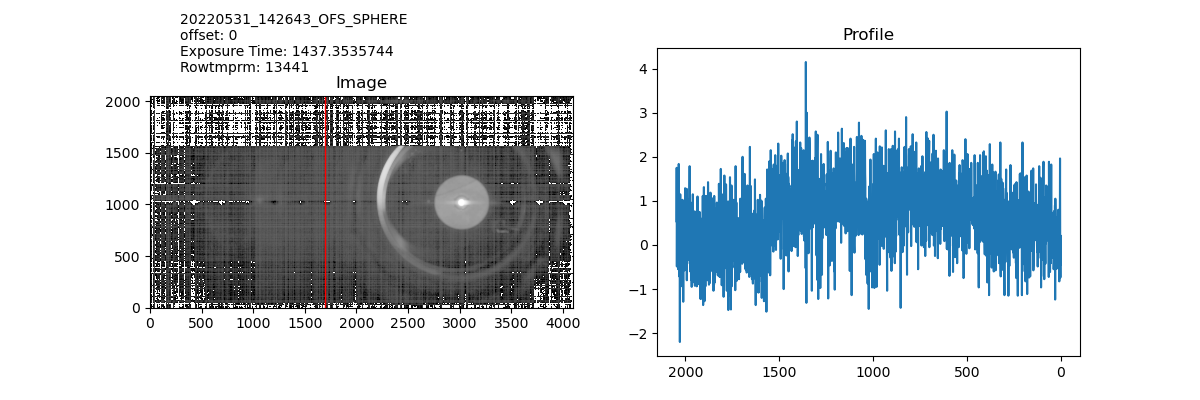 20220531_142643_OFS_SPHERE
offset: 0
Exposure Time: 1437.3535744
Rowtmprm: 13441
Image
2000
1500
1000
500
0
0 500 1000 1500 2000 2500 3000 3500 4000
Profile
4
3
2
1
0
−1
−2
2000 1500 1000 500 0